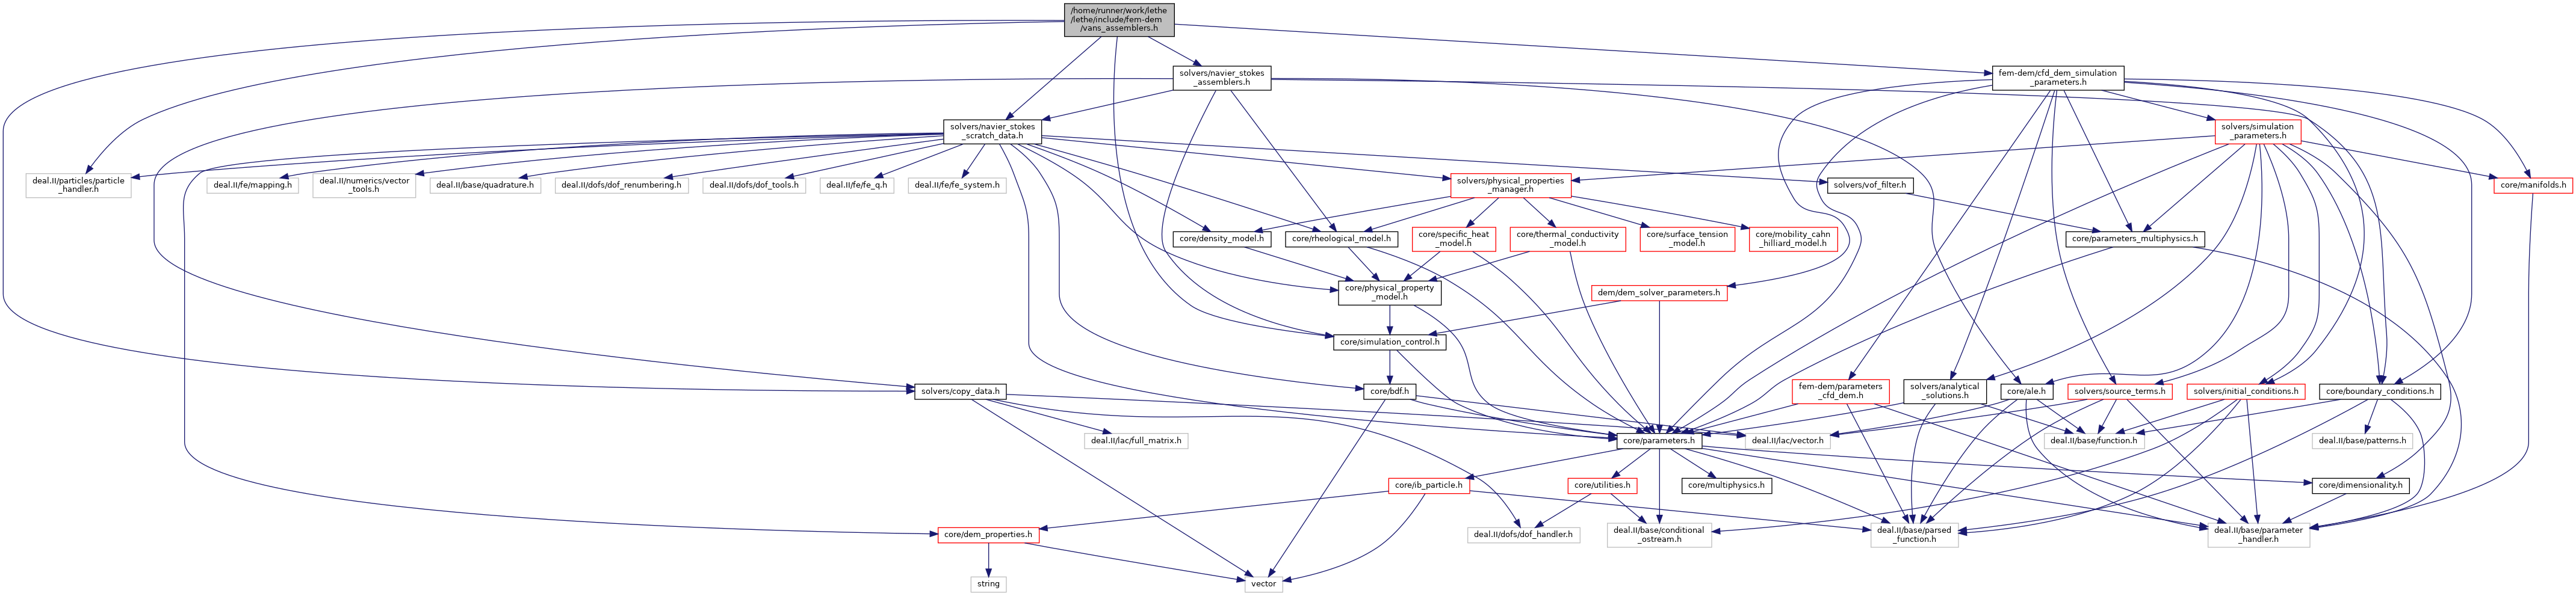 /home/runner/work/lethe
/lethe/include/fem-dem
/vans_assemblers.h
solvers/navier_stokes
_assemblers.h
fem-dem/cfd_dem_simulation
_parameters.h
solvers/navier_stokes
_scratch_data.h
solvers/simulation
_parameters.h
deal.II/particles/particle
_handler.h
deal.II/fe/mapping.h
deal.II/numerics/vector
_tools.h
deal.II/base/quadrature.h
deal.II/dofs/dof_renumbering.h
deal.II/dofs/dof_tools.h
deal.II/fe/fe_q.h
deal.II/fe/fe_system.h
solvers/physical_properties
_manager.h
solvers/vof_filter.h
core/manifolds.h
core/density_model.h
core/rheological_model.h
core/specific_heat
_model.h
core/thermal_conductivity
_model.h
core/surface_tension
_model.h
core/mobility_cahn
_hilliard_model.h
core/parameters_multiphysics.h
core/physical_property
_model.h
dem/dem_solver_parameters.h
core/simulation_control.h
solvers/copy_data.h
core/bdf.h
fem-dem/parameters
_cfd_dem.h
solvers/analytical
_solutions.h
core/ale.h
solvers/source_terms.h
solvers/initial_conditions.h
core/boundary_conditions.h
deal.II/lac/full_matrix.h
core/parameters.h
deal.II/lac/vector.h
deal.II/base/function.h
deal.II/base/patterns.h
core/ib_particle.h
core/utilities.h
core/multiphysics.h
core/dimensionality.h
core/dem_properties.h
deal.II/dofs/dof_handler.h
deal.II/base/conditional
_ostream.h
deal.II/base/parsed
_function.h
deal.II/base/parameter
_handler.h
string
vector